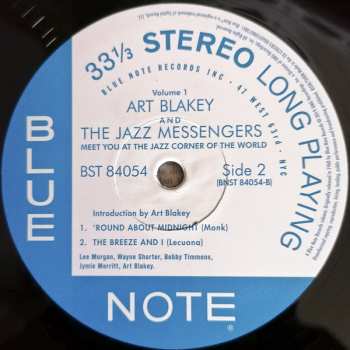 33⅓ STEREO LONG PLAYING
BLUE NOTE RECORDS INC • 47 WEST 63rd • NYC
Volume 1
ART BLAKEY
AND
THE JAZZ MESSENGERS
MEET YOU AT THE JAZZ CORNER OF THE WORLD
BST 84054
Side 2
(BNST 84054-B)
Introduction by Art Blakey
1. 'ROUND ABOUT MIDNIGHT (Monk)
2. THE BREEZE AND I (Lecuona)
Lee Morgan, Wayne Shorter, Bobby Timmons,
Jymie Merritt, Art Blakey.
BLUE
NOTE
®